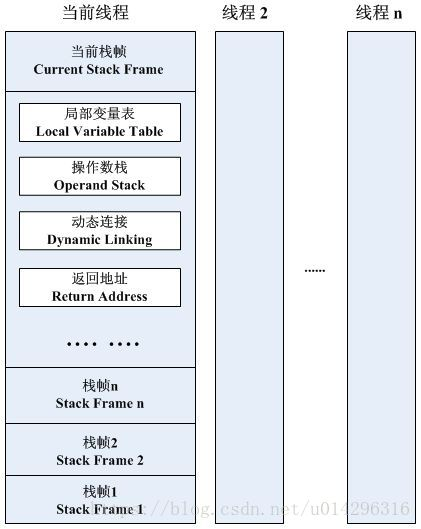 当前线程
线程 2
线程 n
当前栈帧
Current Stack Frame
局部变量表
Local Variable Table
操作数栈
Operand Stack
动态连接
Dynamic Linking
返回地址
Return Address
.... ....
......
栈帧n
Stack Frame n
栈帧2
Stack Frame 2
栈帧1
Stack Frame 1
https://blog.csdn.net/u014296316